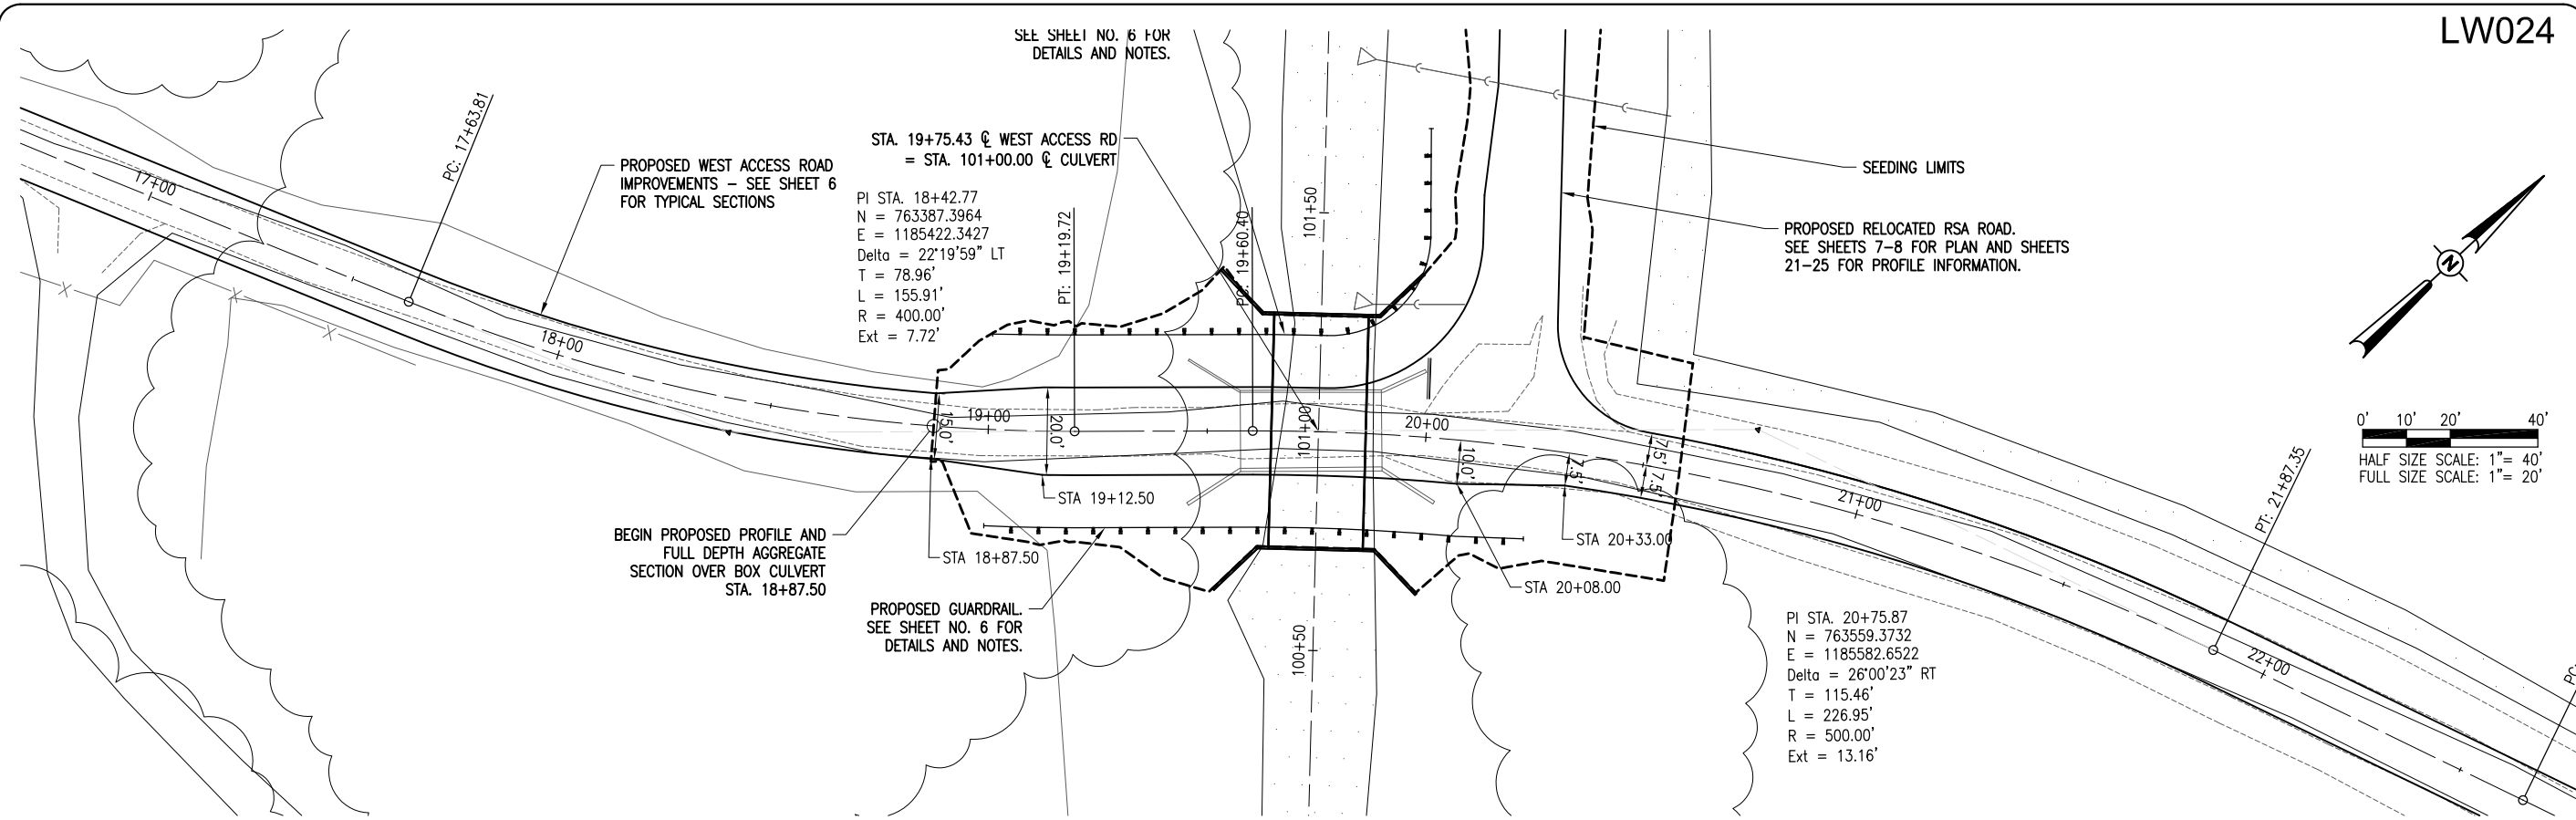 LW024
SEE SHEET NO. 6 FOR
DETAILS AND NOTES.
PC: 17+63.81
17+00
PROPOSED WEST ACCESS ROAD
IMPROVEMENTS – SEE SHEET 6
FOR TYPICAL SECTIONS
STA. 19+75.43 ℄ WEST ACCESS RD
= STA. 101+00.00 ℄ CULVERT
PI STA. 18+42.77
N = 763387.3964
E = 1185422.3427
Delta = 22°19'59" LT
T = 78.96'
L = 155.91'
R = 400.00'
Ext = 7.72'
PT: 19+19.72
PC: 19+60.40
101+50
SEEDING LIMITS
PROPOSED RELOCATED RSA ROAD.
SEE SHEETS 7–8 FOR PLAN AND SHEETS
21–25 FOR PROFILE INFORMATION.
N
X
X
X
18+00
19+00
15.0'
20.0'
101+00
20+00
10.0'
7.5'
7.5'
7.5'
21+00
0' 10' 20' 40'
HALF SIZE SCALE: 1"= 40'
FULL SIZE SCALE: 1"= 20'
PT: 21+87.35
STA 19+12.50
STA 18+87.50
BEGIN PROPOSED PROFILE AND
FULL DEPTH AGGREGATE
SECTION OVER BOX CULVERT
STA. 18+87.50
STA 20+33.00
STA 20+08.00
PROPOSED GUARDRAIL.
SEE SHEET NO. 6 FOR
DETAILS AND NOTES.
100+50
PI STA. 20+75.87
N = 763559.3732
E = 1185582.6522
Delta = 26°00'23" RT
T = 115.46'
L = 226.95'
R = 500.00'
Ext = 13.16'
22+00